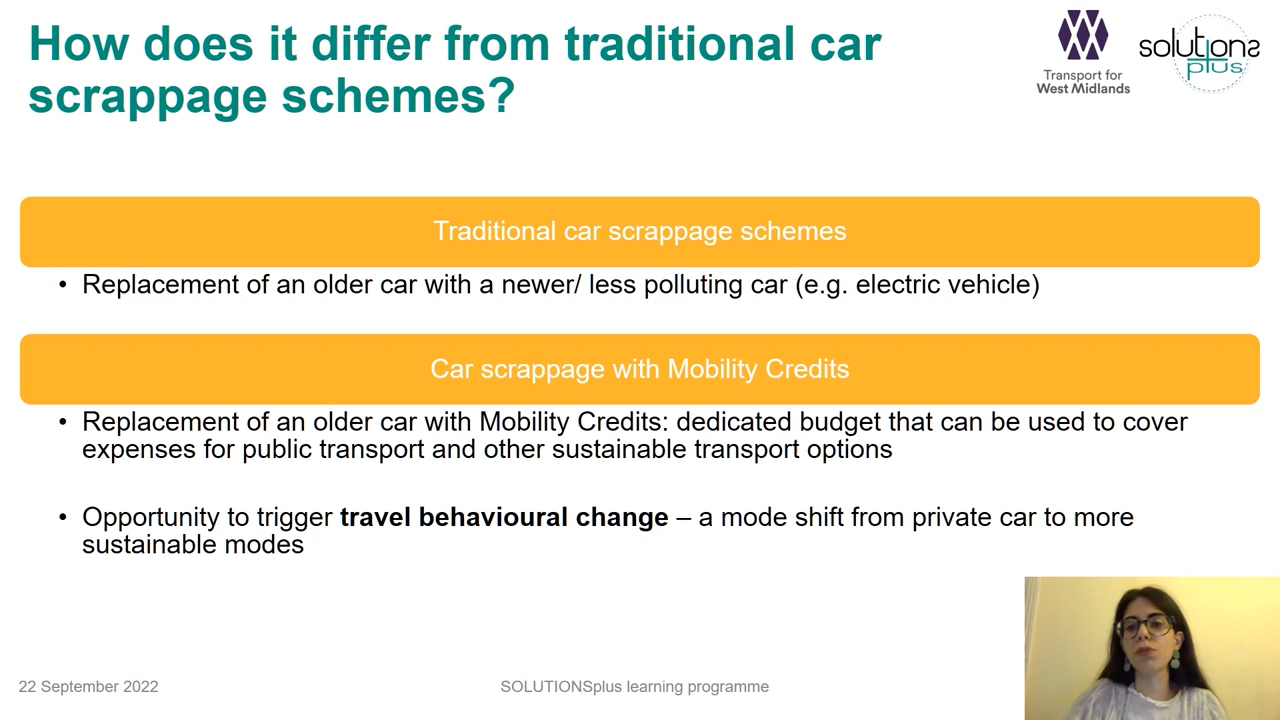 How does it differ from traditional car
scrappage schemes?
Transport for
West Midlands
solutions
plus
Traditional car scrappage schemes
• Replacement of an older car with a newer/ less polluting car (e.g. electric vehicle)
Car scrappage with Mobility Credits
• Replacement of an older car with Mobility Credits: dedicated budget that can be used to cover
expenses for public transport and other sustainable transport options
• Opportunity to trigger travel behavioural change – a mode shift from private car to more
sustainable modes
22 September 2022
SOLUTIONSplus learning programme